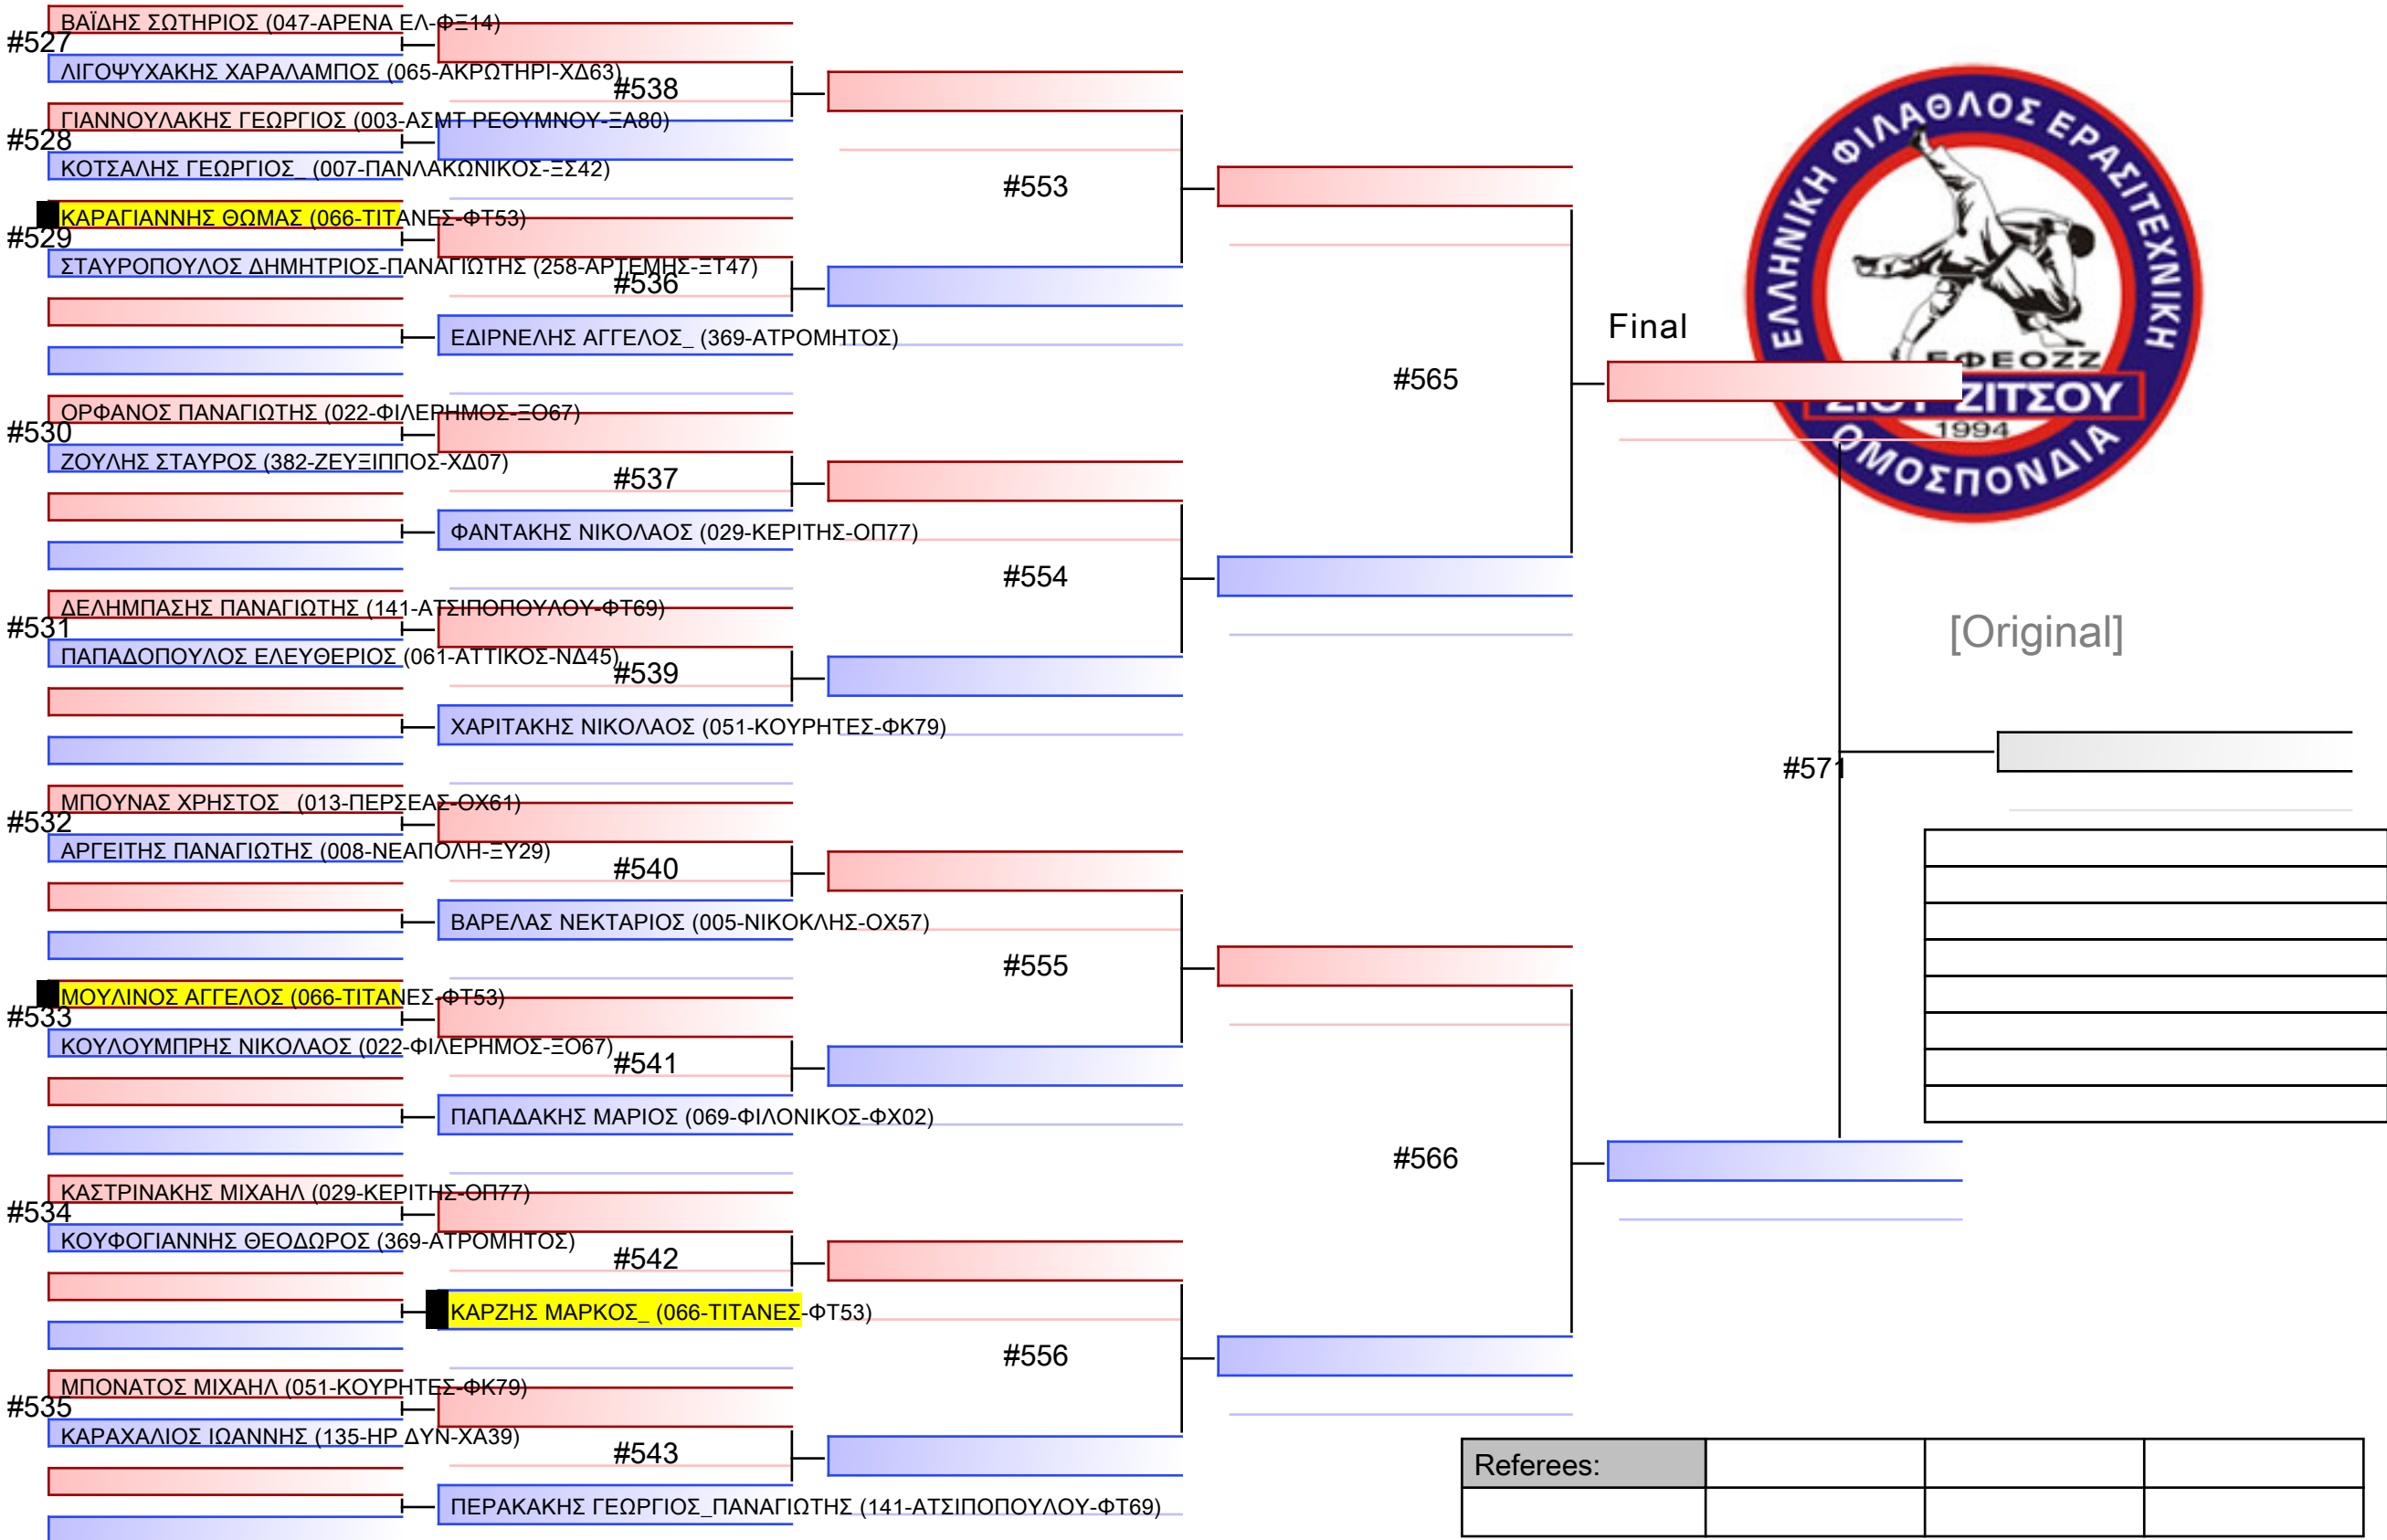 ΒΑΪΔΗΣ ΣΩΤΗΡΙΟΣ (047-ΑΡΕΝΑ ΕΛ-ΦΞ14)
#527
ΛΙΓΟΨΥΧΑΚΗΣ ΧΑΡΑΛΑΜΠΟΣ (065-ΑΚΡΩΤΗΡΙ-ΧΔ63)
#538
ΓΙΑΝΝΟΥΛΑΚΗΣ ΓΕΩΡΓΙΟΣ (003-ΑΣΜΤ ΡΕΘΥΜΝΟΥ-ΞΑ80)
#528
ΚΟΤΣΑΛΗΣ ΓΕΩΡΓΙΟΣ_ (007-ΠΑΝΛΑΚΩΝΙΚΟΣ-ΞΣ42)
#553
ΚΑΡΑΓΙΑΝΝΗΣ ΘΩΜΑΣ (066-ΤΙΤΑΝΕΣ-ΦΤ53)
#529
ΣΤΑΥΡΟΠΟΥΛΟΣ ΔΗΜΗΤΡΙΟΣ-ΠΑΝΑΓΙΩΤΗΣ (258-ΑΡΤΕΜΗΣ-ΞΤ47)
#536
ΕΔΙΡΝΕΛΗΣ ΑΓΓΕΛΟΣ_ (369-ΑΤΡΟΜΗΤΟΣ)
ΕΛΛΗΝΙΚΗ ΦΙΛΑΘΛΟΣ ΕΡΑΣΙΤΕΧΝΙΚΗ
ΕΦΕΟΖΖ
ΖΙΟΥ ΖΙΤΣΟΥ
1994
ΟΜΟΣΠΟΝΔΙΑ
Final
#565
ΟΡΦΑΝΟΣ ΠΑΝΑΓΙΩΤΗΣ (022-ΦΙΛΕΡΗΜΟΣ-ΞΟ67)
#530
ΖΟΥΛΗΣ ΣΤΑΥΡΟΣ (382-ΖΕΥΞΙΠΠΟΣ-ΧΔ07)
#537
ΦΑΝΤΑΚΗΣ ΝΙΚΟΛΑΟΣ (029-ΚΕΡΙΤΗΣ-ΟΠ77)
#554
ΔΕΛΗΜΠΑΣΗΣ ΠΑΝΑΓΙΩΤΗΣ (141-ΑΤΣΙΠΟΠΟΥΛΟΥ-ΦΤ69)
#531
[Original]
ΠΑΠΑΔΟΠΟΥΛΟΣ ΕΛΕΥΘΕΡΙΟΣ (061-ΑΤΤΙΚΟΣ-ΝΔ45)
#539
ΧΑΡΙΤΑΚΗΣ ΝΙΚΟΛΑΟΣ (051-ΚΟΥΡΗΤΕΣ-ΦΚ79)
#571
ΜΠΟΥΝΑΣ ΧΡΗΣΤΟΣ_ (013-ΠΕΡΣΕΑΣ-ΟΧ61)
#532
ΑΡΓΕΙΤΗΣ ΠΑΝΑΓΙΩΤΗΣ (008-ΝΕΑΠΟΛΗ-ΞΥ29)
#540
ΒΑΡΕΛΑΣ ΝΕΚΤΑΡΙΟΣ (005-ΝΙΚΟΚΛΗΣ-ΟΧ57)
#555
ΜΟΥΛΙΝΟΣ ΑΓΓΕΛΟΣ (066-ΤΙΤΑΝΕΣ-ΦΤ53)
#533
ΚΟΥΛΟΥΜΠΡΗΣ ΝΙΚΟΛΑΟΣ (022-ΦΙΛΕΡΗΜΟΣ-ΞΟ67)
#541
ΠΑΠΑΔΑΚΗΣ ΜΑΡΙΟΣ (069-ΦΙΛΟΝΙΚΟΣ-ΦΧ02)
#566
ΚΑΣΤΡΙΝΑΚΗΣ ΜΙΧΑΗΛ (029-ΚΕΡΙΤΗΣ-ΟΠ77)
#534
ΚΟΥΦΟΓΙΑΝΝΗΣ ΘΕΟΔΩΡΟΣ (369-ΑΤΡΟΜΗΤΟΣ)
#542
ΚΑΡΖΗΣ ΜΑΡΚΟΣ_ (066-ΤΙΤΑΝΕΣ-ΦΤ53)
#556
ΜΠΟΝΑΤΟΣ ΜΙΧΑΗΛ (051-ΚΟΥΡΗΤΕΣ-ΦΚ79)
#535
ΚΑΡΑΧΑΛΙΟΣ ΙΩΑΝΝΗΣ (135-ΗΡ ΔΥΝ-ΧΑ39)
#543
Referees:
ΠΕΡΑΚΑΚΗΣ ΓΕΩΡΓΙΟΣ_ΠΑΝΑΓΙΩΤΗΣ (141-ΑΤΣΙΠΟΠΟΥΛΟΥ-ΦΤ69)